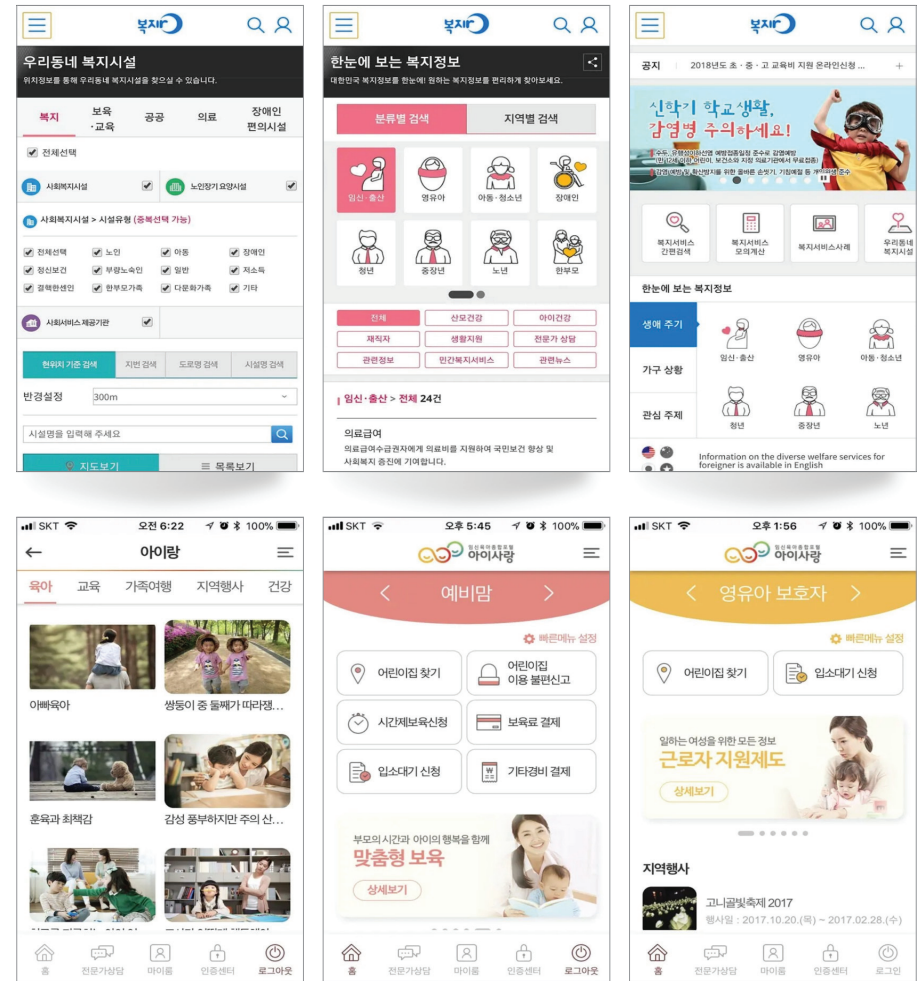 복지로
우리동네 복지시설
위치정보를 통해 우리동네 복지시설을 찾으실 수 있습니다.
복지
보육
·교육
공공
의료
장애인
편의시설
전체선택
사회복지시설
노인장기요양시설
사회복지시설 > 시설유형 (중복선택 가능)
전체선택 노인 아동 장애인
정신보건 부랑노숙인 일반 저소득
결핵한센인 한부모가족 다문화가족 기타
사회서비스 제공기관
현위치 기준 검색 지번 검색 도로명 검색 시설명 검색
반경설정 300m
시설명을 입력해 주세요
지도보기 목록보기
복지로
한눈에 보는 복지정보
대한민국 복지정보를 한눈에! 원하는 복지정보를 편리하게 찾아보세요.
분류별 검색 지역별 검색
임신·출산 영유아 아동·청소년 장애인
청년 중장년 노년 한부모
전체 산모건강 아이건강
재직자 생활지원 전문가 상담
관련정보 민간복지서비스 관련뉴스
임신·출산 > 전체 24건
의료급여
의료급여수급권자에게 의료비를 지원하여 국민보건 향상 및
사회복지 증진에 기여합니다.
복지로
공지 2018년도 초·중·고 교육비 지원 온라인신청 ...
신학기 학교생활,
감염병 주의하세요!
복지서비스
간편검색
복지서비스
모의계산
복지서비스사례
우리동네
복지시설
한눈에 보는 복지정보
생애 주기
가구 상황
관심 주제
임신·출산 영유아 아동·청소년
청년 중장년 노년
Information on the diverse welfare services for
foreigner is available in English
SKT 오전 6:22 100%
아이랑
육아 교육 가족여행 지역행사 건강
아빠육아 쌍둥이 중 둘째가 따라쟁...
훈육과 최책감 감성 풍부하지만 주의 산...
홈 전문가상담 마이룸 인증센터 로그아웃
SKT 오후 5:45 100%
임신육아종합포털
아이사랑
예비맘
빠른메뉴 설정
어린이집 찾기
어린이집
이용 불편신고
시간제보육신청 보육료 결제
입소대기 신청 기타경비 결제
부모의 시간과 아이의 행복을 함께
맞춤형 보육
상세보기
홈 전문가상담 마이룸 인증센터 로그아웃
SKT 오후 1:56 100%
임신육아종합포털
아이사랑
영유아 보호자
빠른메뉴 설정
어린이집 찾기 입소대기 신청
일하는 여성을 위한 모든 정보
근로자 지원제도
상세보기
지역행사
고니골빛축제 2017
행사일 : 2017.10.20.(목) ~ 2017.02.28.(수)
홈 전문가상담 마이룸 인증센터 로그인